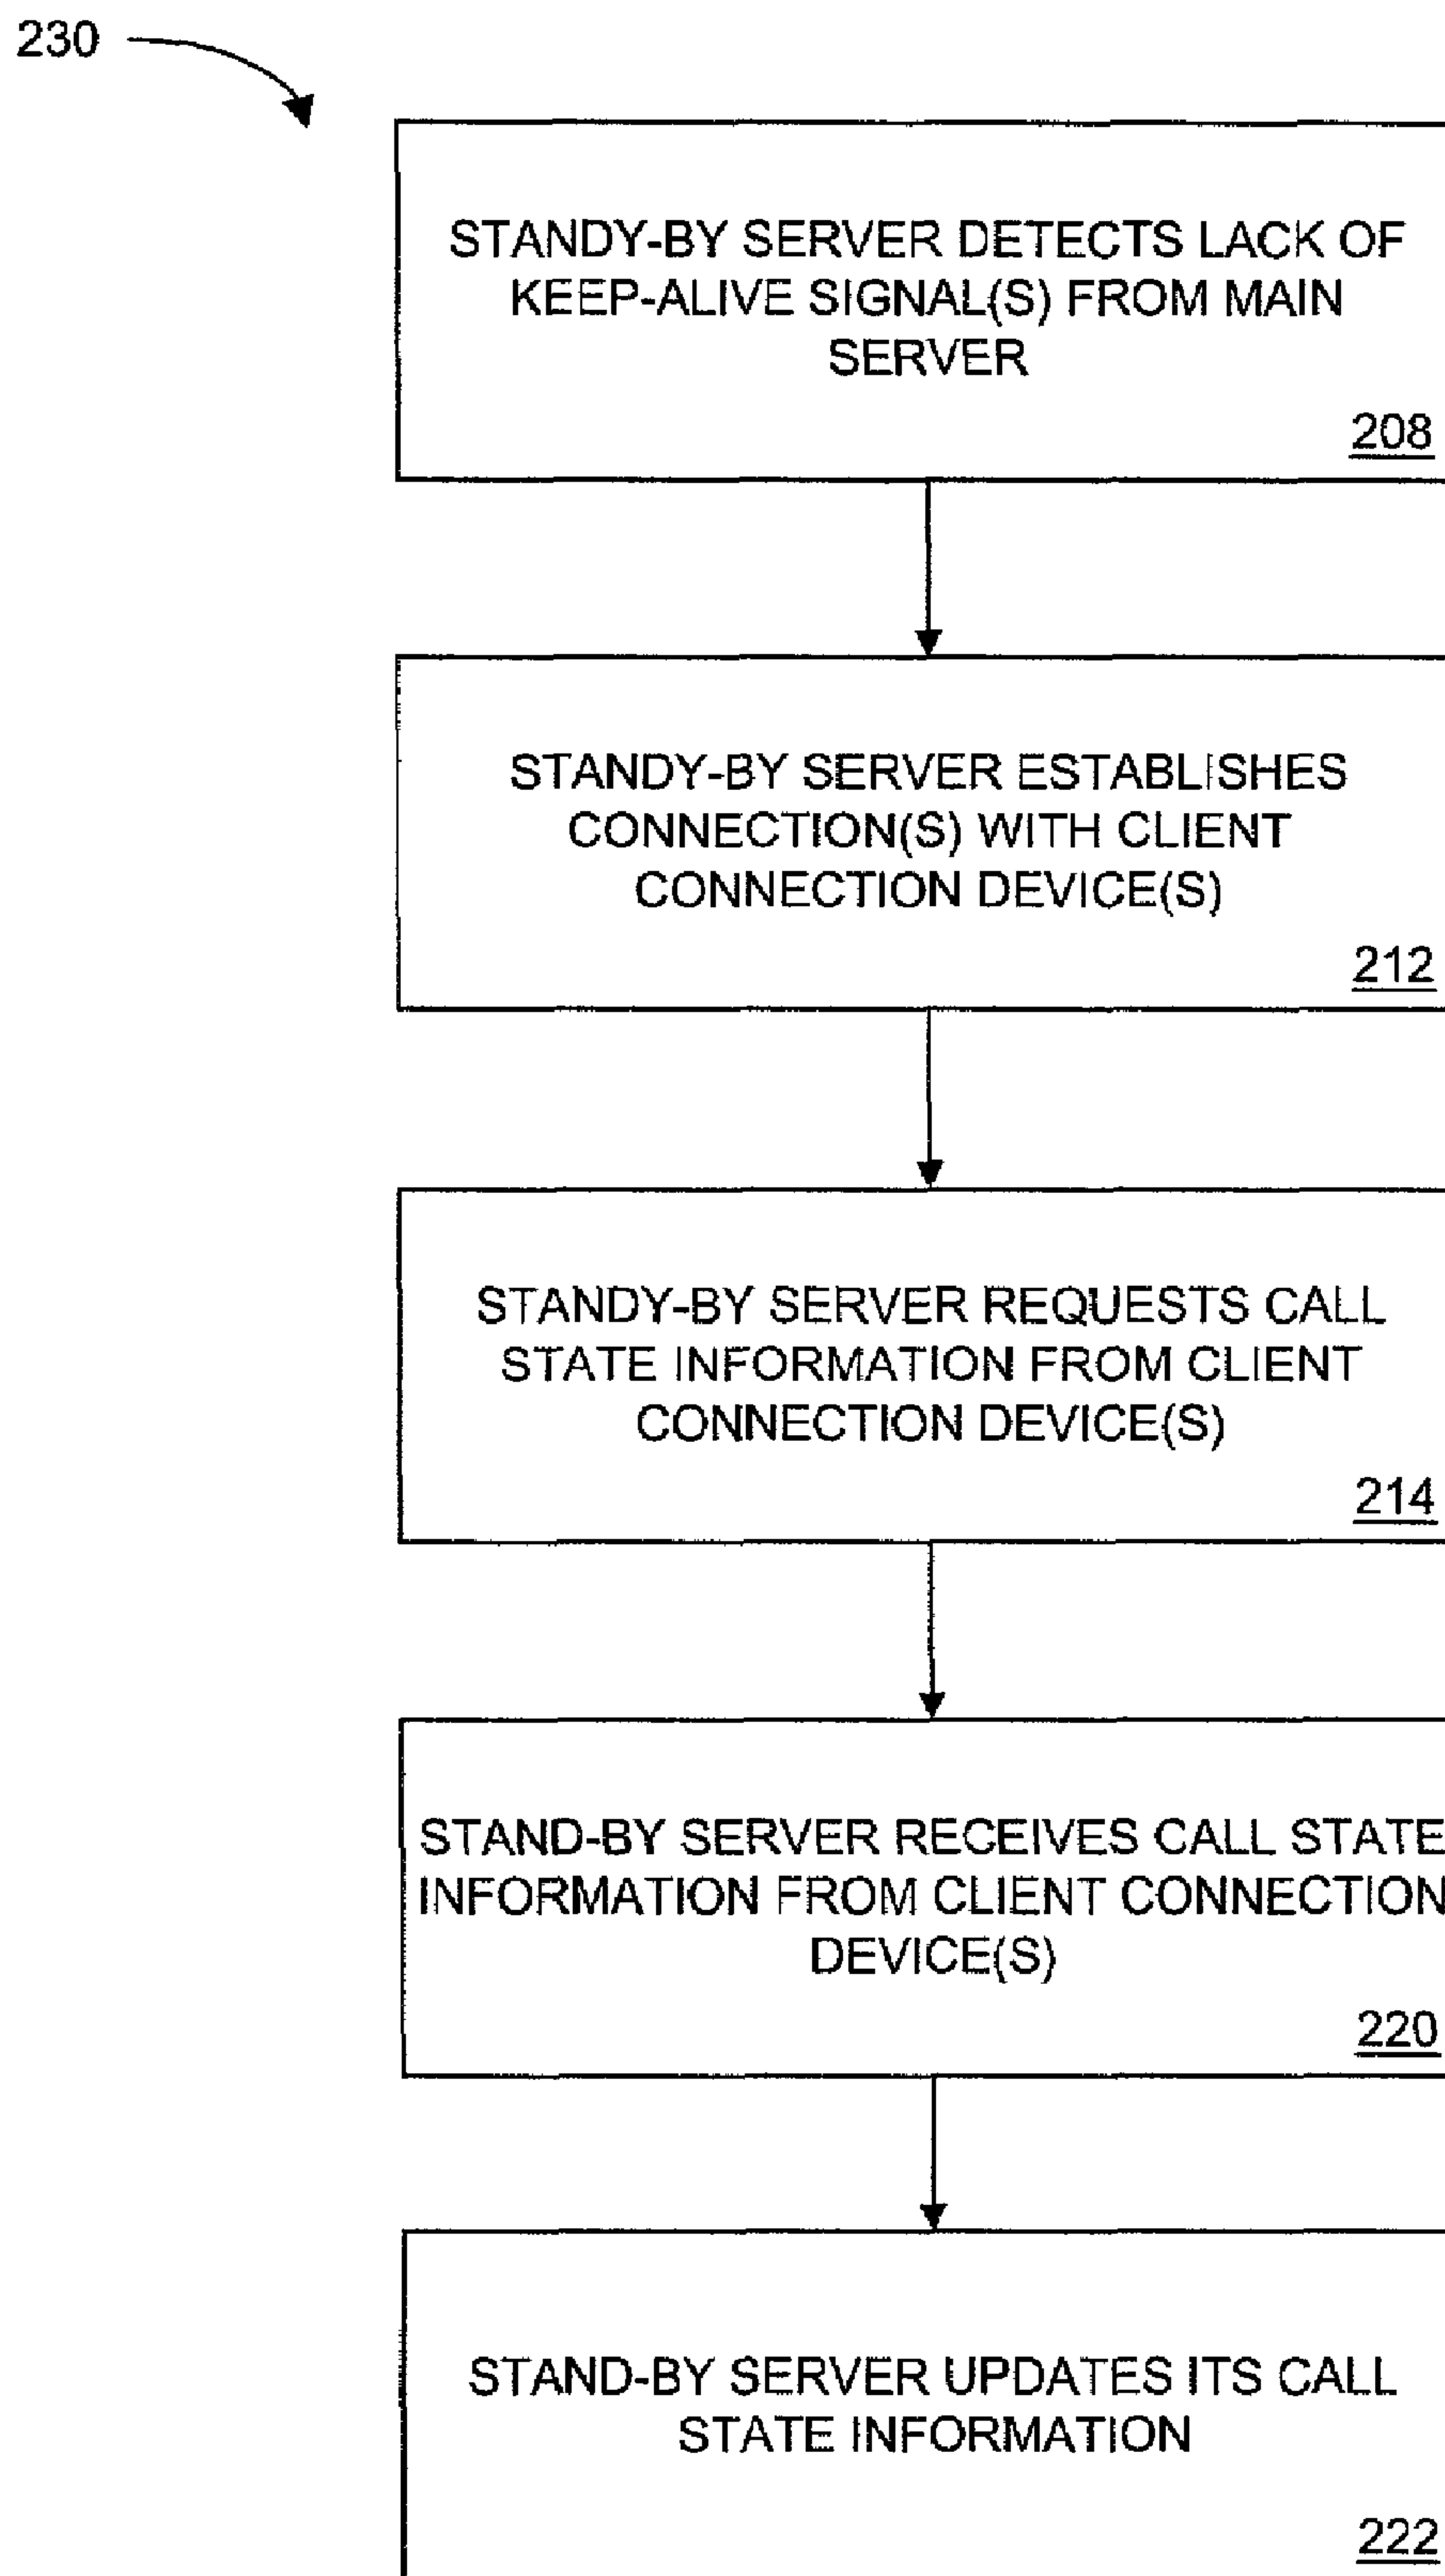 230
STANDY-BY SERVER DETECTS LACK OF
KEEP-ALIVE SIGNAL(S) FROM MAIN
SERVER
208
STANDY-BY SERVER ESTABLISHES
CONNECTION(S) WITH CLIENT
CONNECTION DEVICE(S)
212
STANDY-BY SERVER REQUESTS CALL
STATE INFORMATION FROM CLIENT
CONNECTION DEVICE(S)
214
STAND-BY SERVER RECEIVES CALL STATE
INFORMATION FROM CLIENT CONNECTION
DEVICE(S)
220
STAND-BY SERVER UPDATES ITS CALL
STATE INFORMATION
222